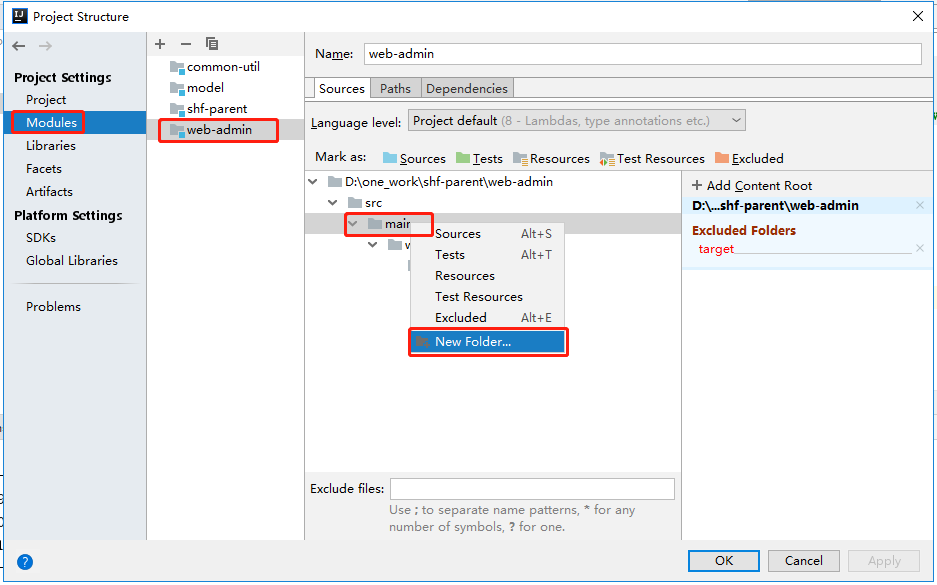 Project Structure
Project Settings
Project
Modules
Libraries
Facets
Artifacts
Platform Settings
SDKs
Global Libraries
Problems
common-util
model
shf-parent
web-admin
Name: web-admin
Sources Paths Dependencies
Language level: Project default (8 - Lambdas, type annotations etc.)
Mark as: Sources Tests Resources Test Resources Excluded
D:\one_work\shf-parent\web-admin
src
main
Sources Alt+S
Tests Alt+T
Resources
Test Resources
Excluded Alt+E
New Folder...
Add Content Root
D:\...shf-parent\web-admin
Excluded Folders
target
Exclude files:
Use ; to separate name patterns, * for any
number of symbols, ? for one.
OK Cancel Apply